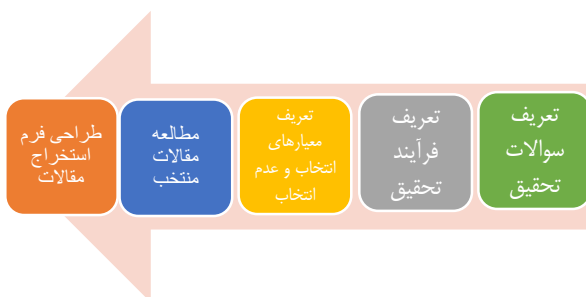 تعریف
سوالات
تحقیق
تعریف
فرآیند
تحقیق
تعریف
معیارهای
انتخاب و عدم
انتخاب
مطالعه
مقالات
منتخب
طراحی فرم
استخراج
مقالات